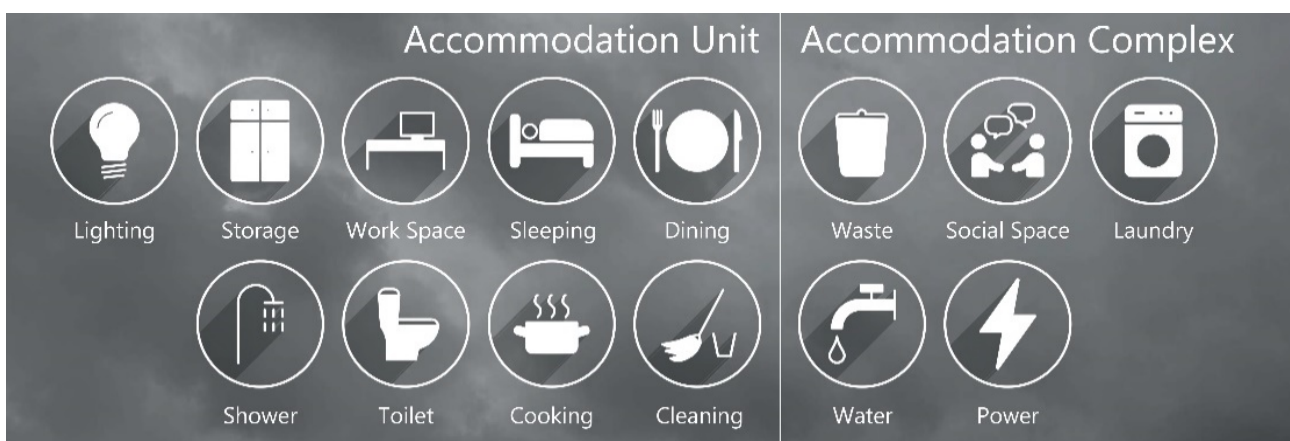 Accommodation Unit
Accommodation Complex
Lighting
Storage
Work Space
Sleeping
Dining
Waste
Social Space
Laundry
Shower
Toilet
Cooking
Cleaning
Water
Power